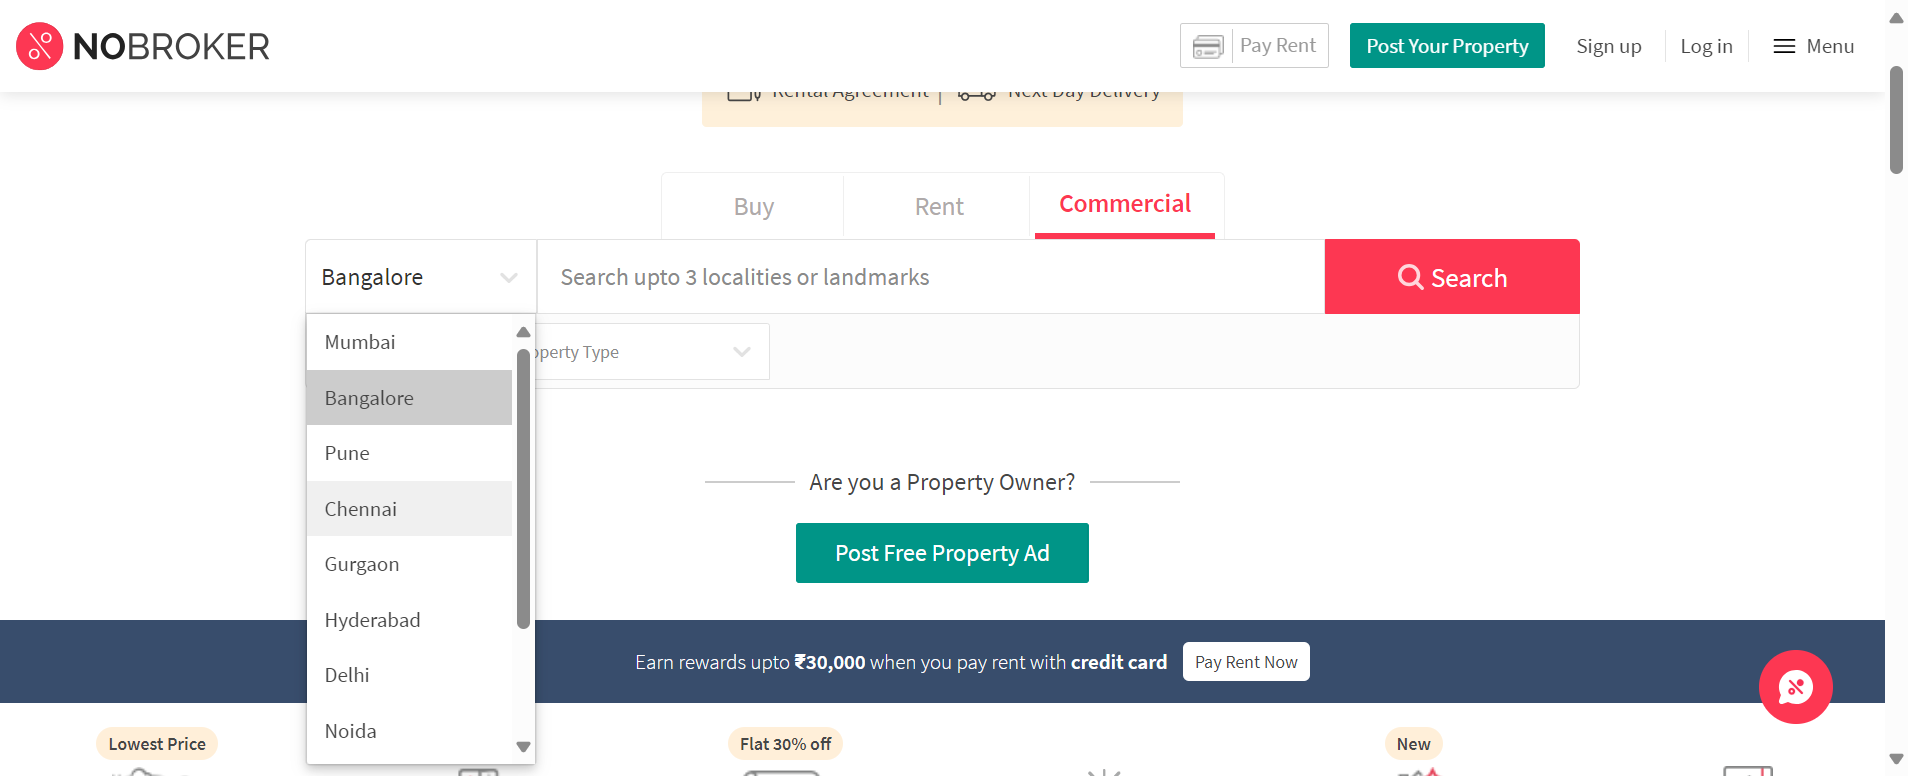 NOBROKER
Pay Rent
Post Your Property
Sign up
Log in
Menu
Rental Agreement | Next Day Delivery
Buy
Rent
Commercial
Bangalore
Search upto 3 localities or landmarks
Search
Mumbai
Bangalore
Pune
Chennai
Gurgaon
Hyderabad
Delhi
Noida
Type
Are you a Property Owner?
Post Free Property Ad
Earn rewards upto ₹30,000 when you pay rent with credit card
Pay Rent Now
Lowest Price
Flat 30% off
New